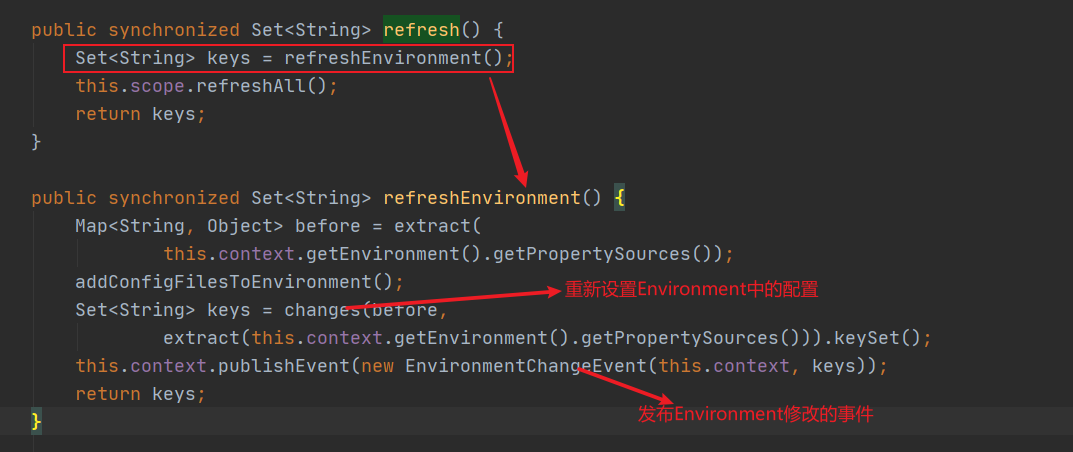 public synchronized Set<String> refresh() {
Set<String> keys = refreshEnvironment();
this.scope.refreshAll();
return keys;
}
public synchronized Set<String> refreshEnvironment() {
Map<String, Object> before = extract(
this.context.getEnvironment().getPropertySources());
addConfigFilesToEnvironment();
重新设置Environment中的配置
Set<String> keys = changes(before,
extract(this.context.getEnvironment().getPropertySources())).keySet();
this.context.publishEvent(new EnvironmentChangeEvent(this.context, keys));
return keys;
发布Environment修改的事件
}